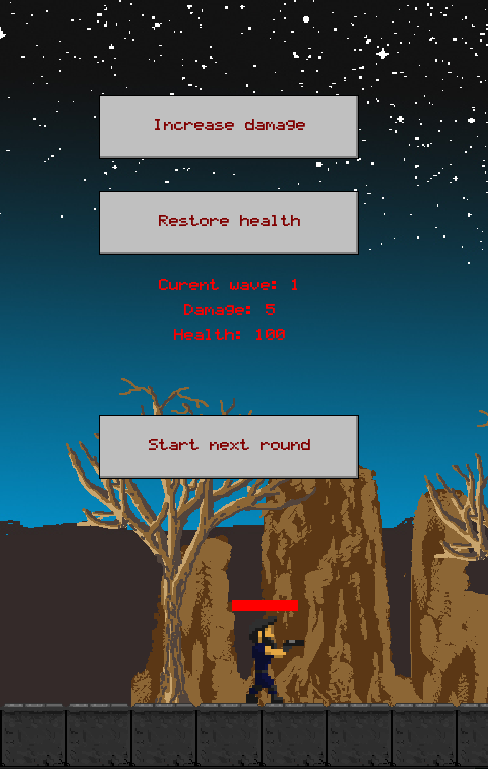 Increase damage
Restore health
Curent wave: 1
Damage: 5
Health: 100
Start next round